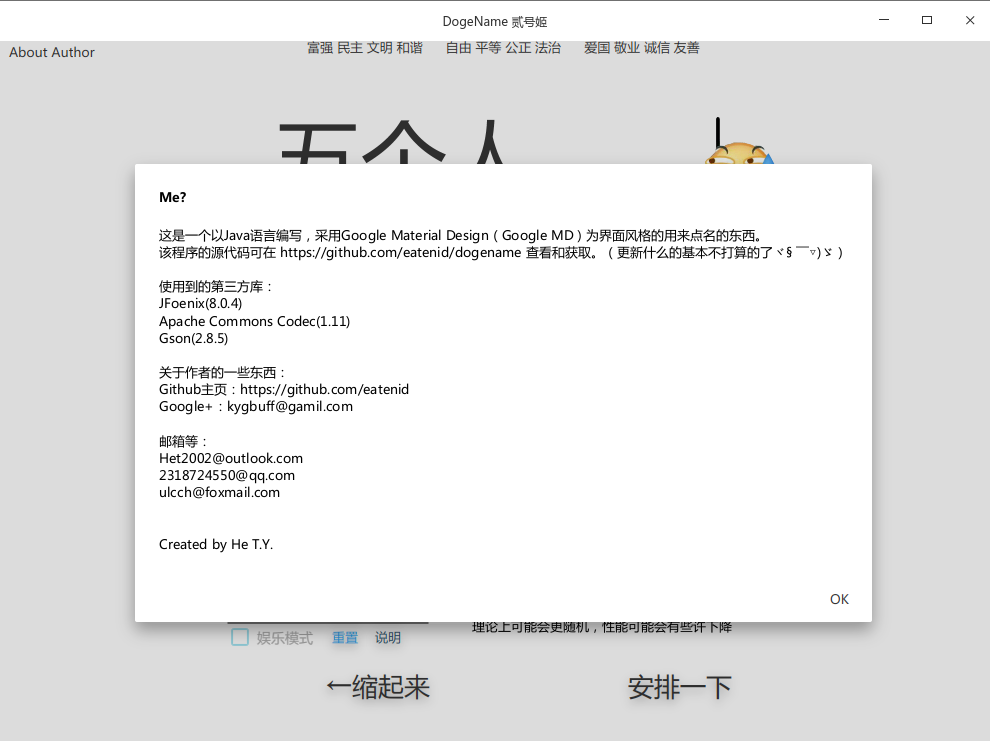 DogeName 贰号姬
About Author
富强 民主 文明 和谐 自由 平等 公正 法治 爱国 敬业 诚信 友善
五个人
Me?
这是一个以Java语言编写，采用Google Material Design（Google MD）为界面风格的用来点名的东西。
该程序的源代码可在 https://github.com/eatenid/dogename 查看和获取。（更新什么的基本不打算的了ヾ§ ￣▽)ゞ）
使用到的第三方库：
JFoenix(8.0.4)
Apache Commons Codec(1.11)
Gson(2.8.5)
关于作者的一些东西：
Github主页：https://github.com/eatenid
Google+：kygbuff@gamil.com
邮箱等：
Het2002@outlook.com
2318724550@qq.com
ulcch@foxmail.com
Created by He T.Y.
OK
娱乐模式 重置 说明
理论上可能会更随机，性能可能会有些许下降
←缩起来
安排一下